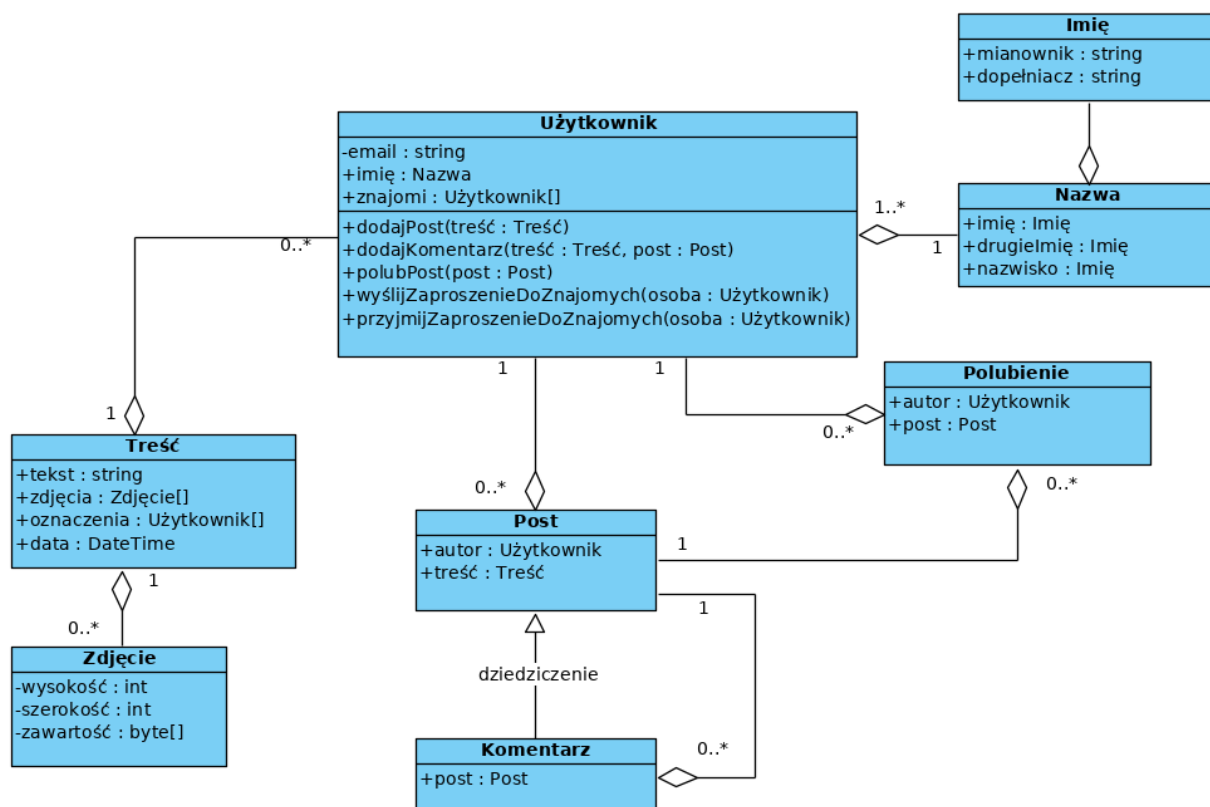 Imię
+mianownik : string
+dopełniacz : string
Użytkownik
-email : string
+imię : Nazwa
+znajomi : Użytkownik[]
+dodajPost(treść : Treść)
+dodajKomentarz(treść : Treść, post : Post)
+polubPost(post : Post)
+wyślijZaproszenieDoZnajomych(osoba : Użytkownik)
+przyjmijZaproszenieDoZnajomych(osoba : Użytkownik)
1..*
1
Nazwa
+imię : Imię
+drugieImię : Imię
+nazwisko : Imię
0..*
1
1
1
Polubienie
+autor : Użytkownik
+post : Post
0..*
0..*
1
Treść
+tekst : string
+zdjęcia : Zdjęcie[]
+oznaczenia : Użytkownik[]
+data : DateTime
0..*
Post
+autor : Użytkownik
+treść : Treść
1
1
0..*
Zdjęcie
-wysokość : int
-szerokość : int
-zawartość : byte[]
dziedziczenie
Komentarz
+post : Post
0..*